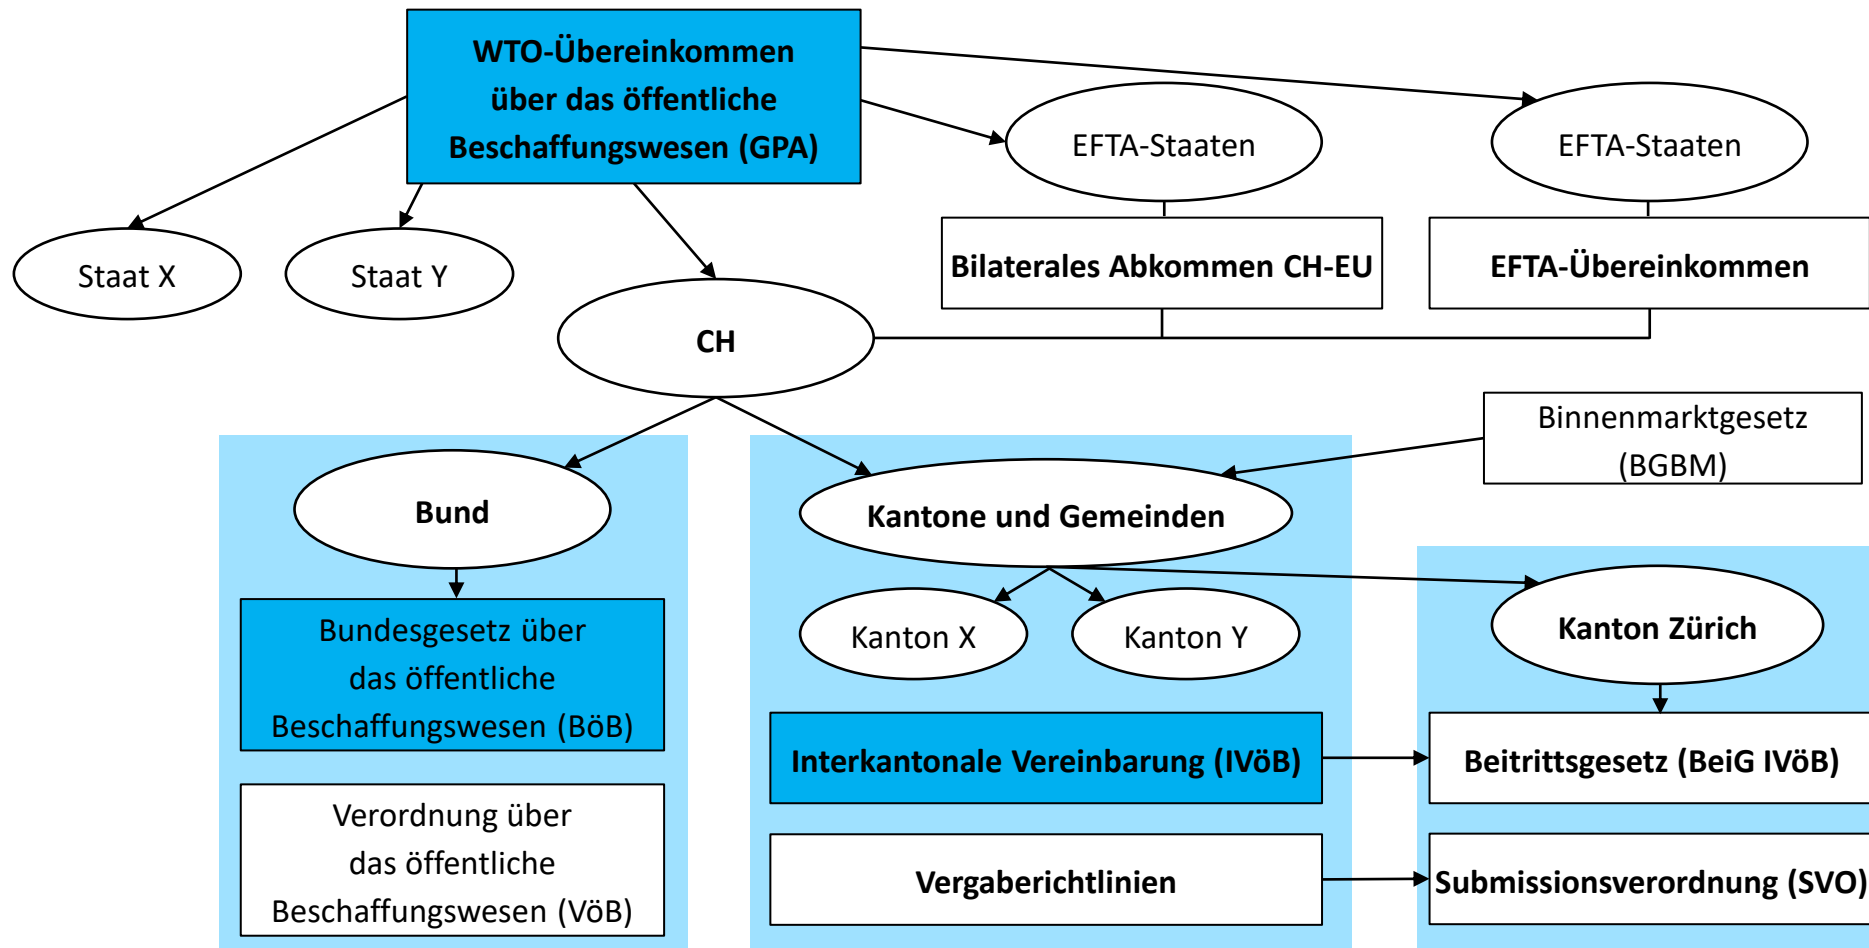 WTO-Übereinkommen
über das öffentliche
Beschaffungswesen (GPA)
EFTA-Staaten
EFTA-Staaten
Staat X
Staat Y
Bilaterales Abkommen CH-EU
EFTA-Übereinkommen
CH
Binnenmarktgesetz
(BGBM)
Bund
Kantone und Gemeinden
Bundesgesetz über
das öffentliche
Beschaffungswesen (BöB)
Kanton X
Kanton Y
Kanton Zürich
Interkantonale Vereinbarung (IVöB)
Beitrittsgesetz (BeiG IVöB)
Verordnung über
das öffentliche
Beschaffungswesen (VöB)
Vergaberichtlinien
Submissionsverordnung (SVO)